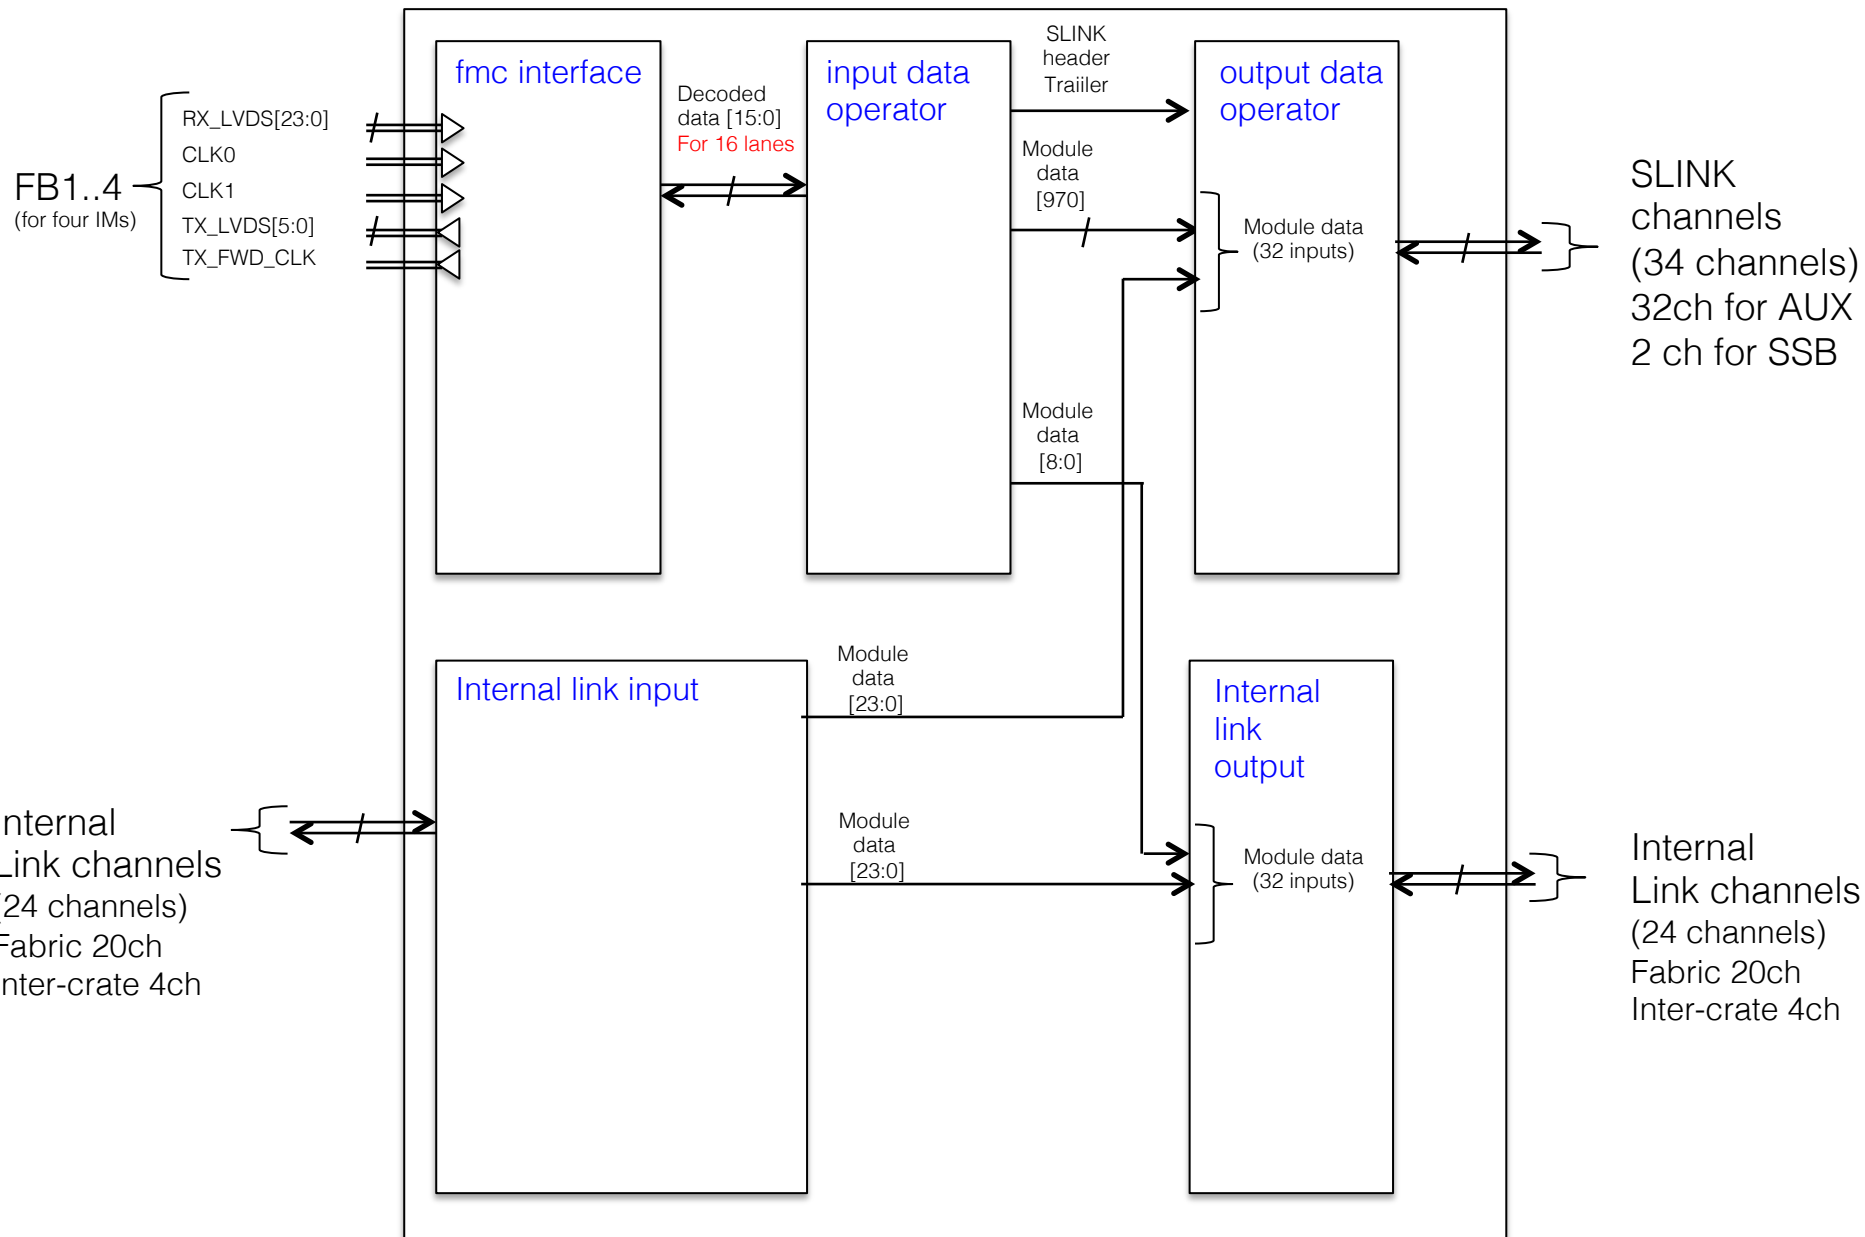 fmc interface
input data
operator
output data
operator
SLINK
header
Traiiler
Decoded
data [15:0]
For 16 lanes
RX_LVDS[23:0]
CLK0
CLK1
TX_LVDS[5:0]
TX_FWD_CLK
FB1..4
(for four IMs)
Module
data
[970]
Module data
(32 inputs)
SLINK
channels
(34 channels)
32ch for AUX
2 ch for SSB
Module
data
[8:0]
Internal link input
Module
data
[23:0]
Internal
link
output
Module
data
[23:0]
Module data
(32 inputs)
nternal
Link channels
(24 channels)
Fabric 20ch
nter-crate 4ch
Internal
Link channels
(24 channels)
Fabric 20ch
Inter-crate 4ch